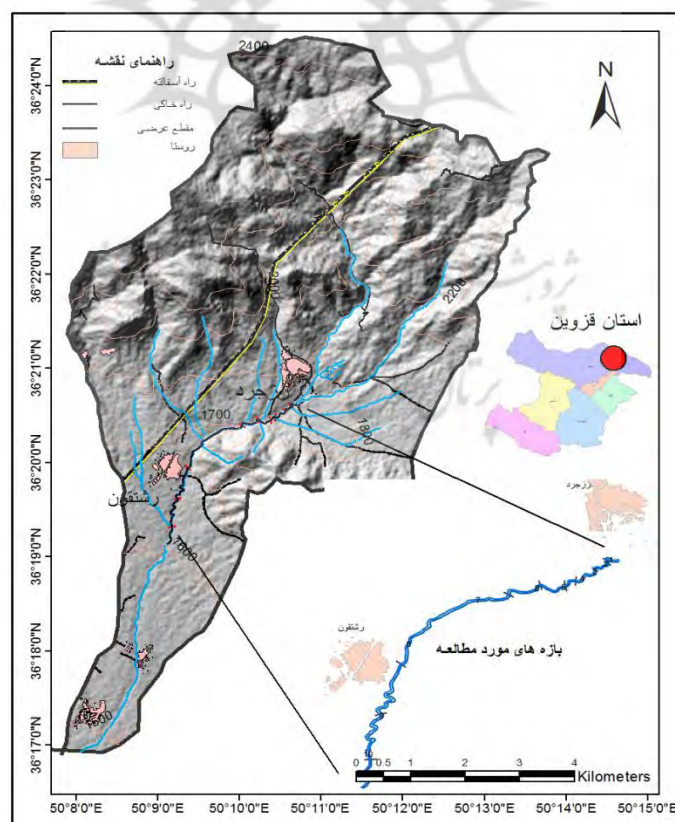 2400
راهنمای نقشه
راه آسفالته
راه خاکی
مقطع عرضی
روستا
N
36°24'0"N
36°23'0"N
36°22'0"N
36°21'0"N
36°20'0"N
36°19'0"N
36°18'0"N
36°17'0"N
2000
2200
استان قزوین
1700
1800
رشتقون
زرجرد
1600
رشتقون
بازه های مورد مطالعه
1500
0 0.5 1 2 3 4
Kilometers
50°8'0"E 50°9'0"E 50°10'0"E 50°11'0"E 50°12'0"E 50°13'0"E 50°14'0"E 50°15'0"E